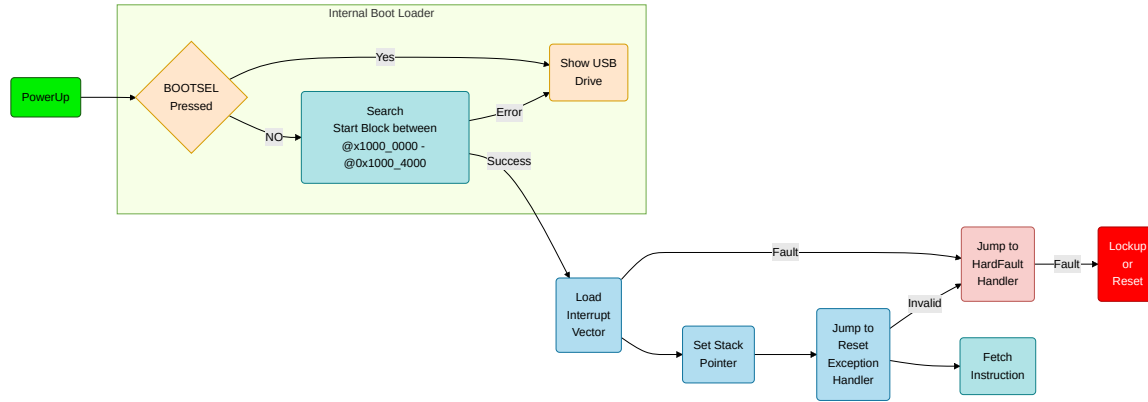 Internal Boot Loader
PowerUp
BOOTSEL
Pressed
Yes
NO
Search
Start Block between
@x1000_0000 -
@0x1000_4000
Error
Success
Show USB
Drive
Load
Interrupt
Vector
Fault
Set Stack
Pointer
Jump to
Reset
Exception
Handler
Invalid
Jump to
HardFault
Handler
Fault
Lockup
or
Reset
Fetch
Instruction